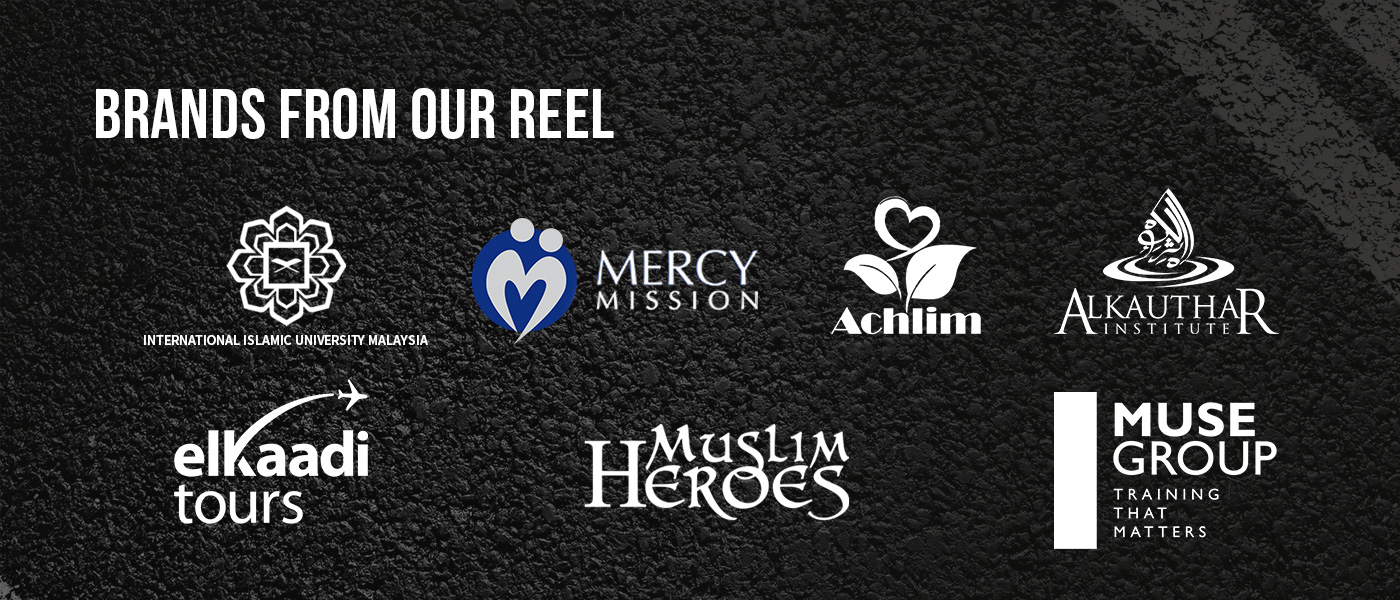 BRANDS FROM OUR REEL
INTERNATIONAL ISLAMIC UNIVERSITY MALAYSIA
MERCY
MISSION
Achlim
ALKAUTHAR
INSTITUTE
elkaadi
tours
MUSLIM
HEROES
MUSE
GROUP
TRAINING
THAT
MATTERS